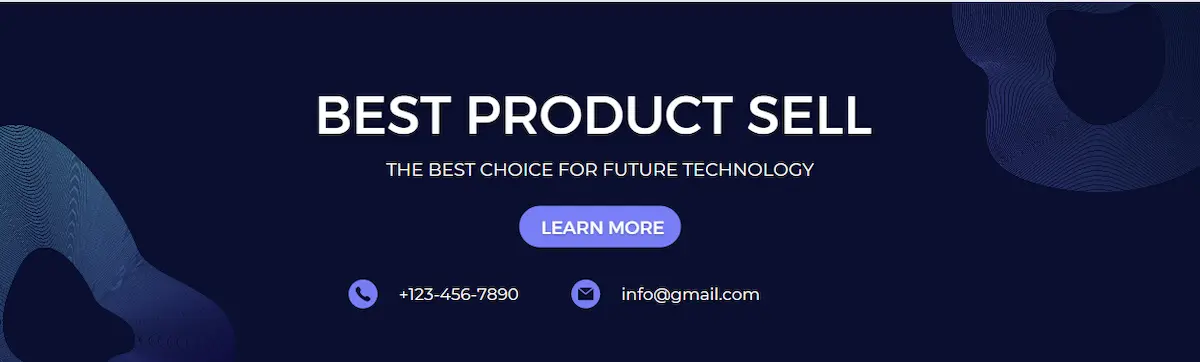 BEST PRODUCT SELL
THE BEST CHOICE FOR FUTURE TECHNOLOGY
LEARN MORE
+123-456-7890 info@gmail.com